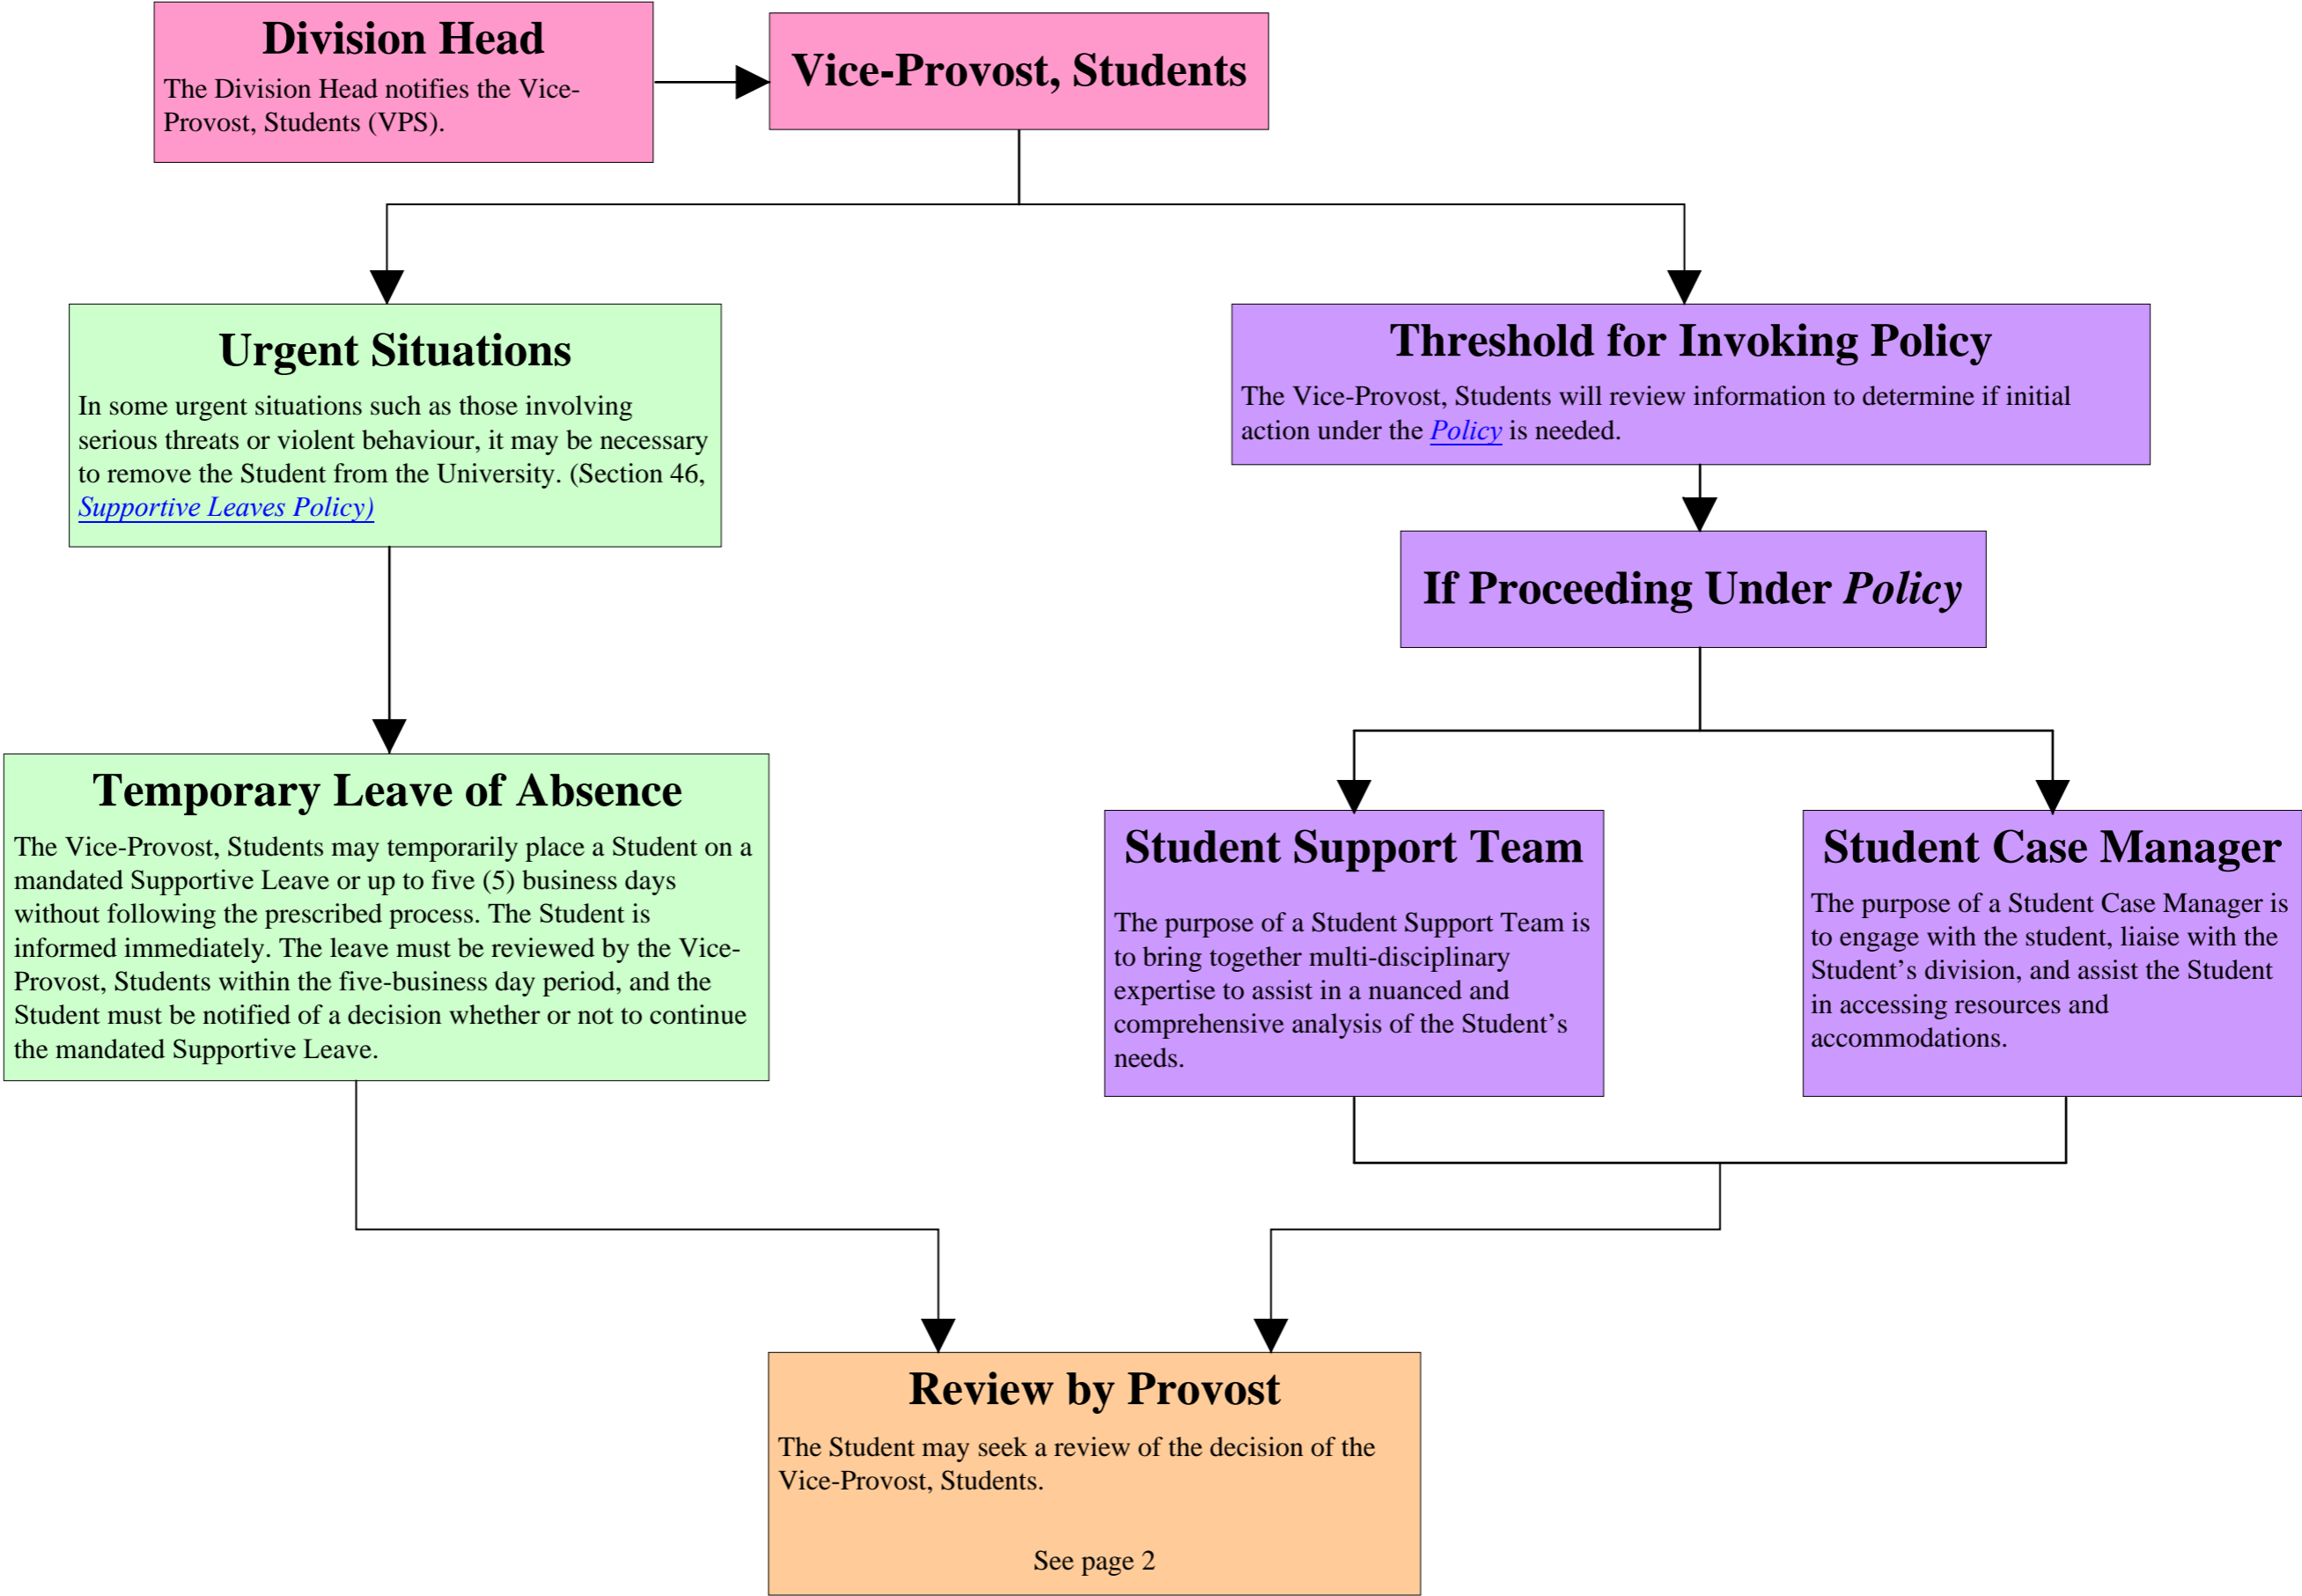 Division Head
The Division Head notifies the Vice-
Provost, Students (VPS).
Vice-Provost, Students
Urgent Situations
In some urgent situations such as those involving
serious threats or violent behaviour, it may be necessary
to remove the Student from the University. (Section 46,
Supportive Leaves Policy)
Threshold for Invoking Policy
The Vice-Provost, Students will review information to determine if initial
action under the Policy is needed.
If Proceeding Under Policy
Temporary Leave of Absence
The Vice-Provost, Students may temporarily place a Student on a
mandated Supportive Leave or up to five (5) business days
without following the prescribed process. The Student is
informed immediately. The leave must be reviewed by the Vice-
Provost, Students within the five-business day period, and the
Student must be notified of a decision whether or not to continue
the mandated Supportive Leave.
Student Support Team
The purpose of a Student Support Team is
to bring together multi-disciplinary
expertise to assist in a nuanced and
comprehensive analysis of the Student’s
needs.
Student Case Manager
The purpose of a Student Case Manager is
to engage with the student, liaise with the
Student’s division, and assist the Student
in accessing resources and
accommodations.
Review by Provost
The Student may seek a review of the decision of the
Vice-Provost, Students.
See page 2